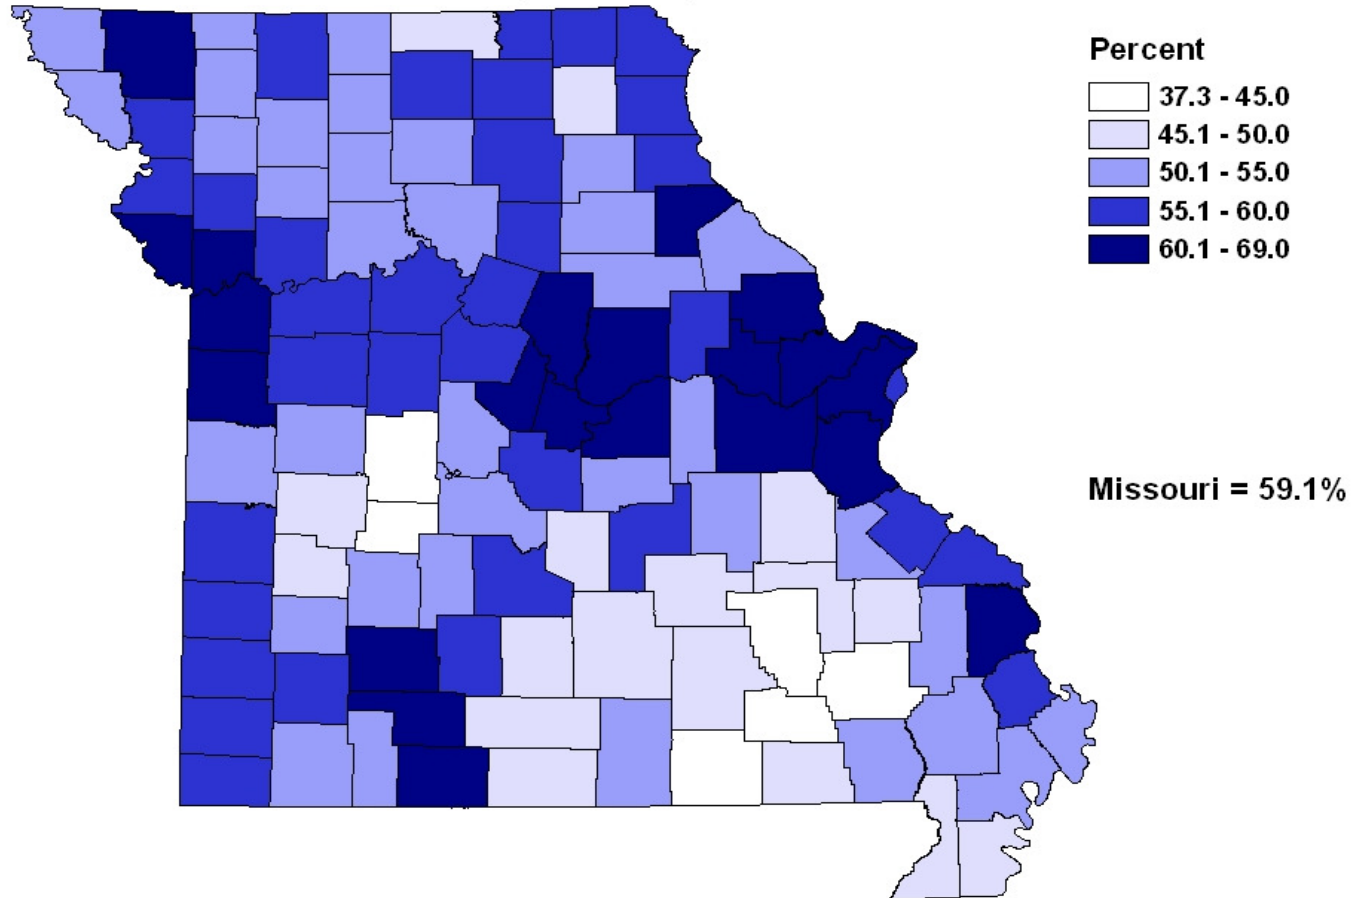 Percent
37.3 - 45.0
45.1 - 50.0
50.1 - 55.0
55.1 - 60.0
60.1 - 69.0
Missouri = 59.1%